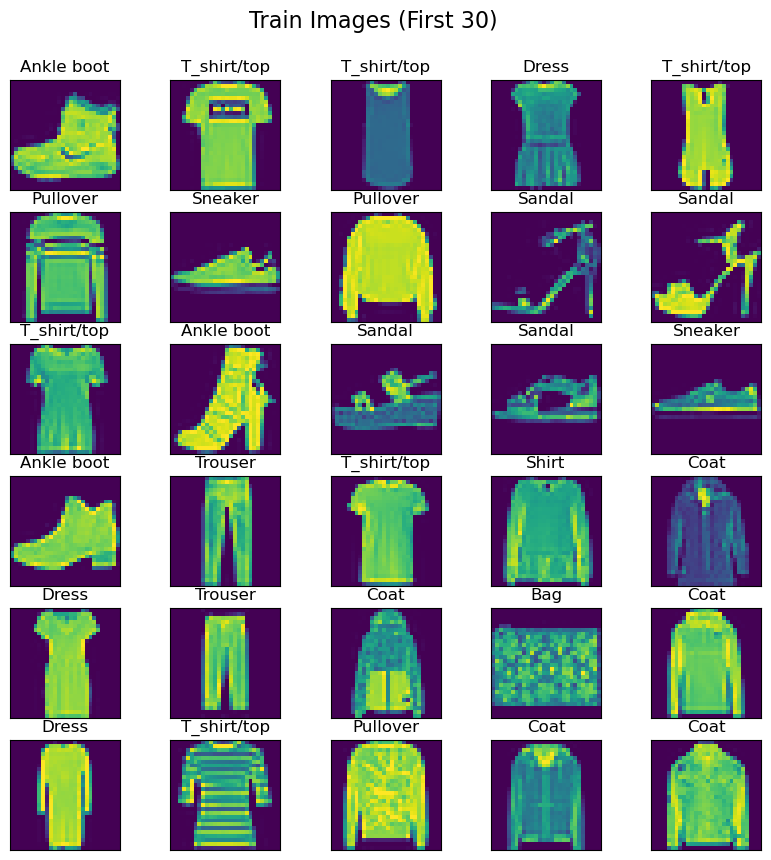 Train Images (First 30)
Ankle boot T_shirt/top T_shirt/top Dress T_shirt/top
Pullover Sneaker Pullover Sandal Sandal
T_shirt/top Ankle boot Sandal Sandal Sneaker
Ankle boot Trouser T_shirt/top Shirt Coat
Dress Trouser Coat Bag Coat
Dress T_shirt/top Pullover Coat Coat